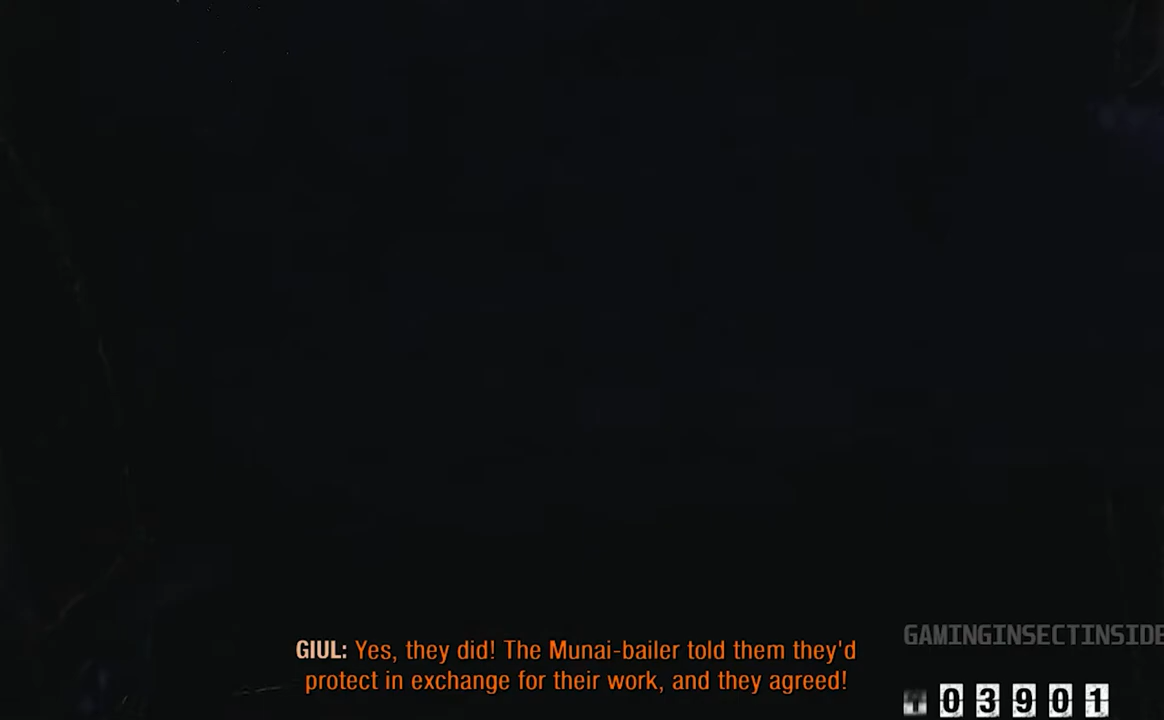 GAMINGINSECTINSIDE
GIUL: Yes, they did! The Munai-bailer told them they'd
protect in exchange for their work, and they agreed!
03901